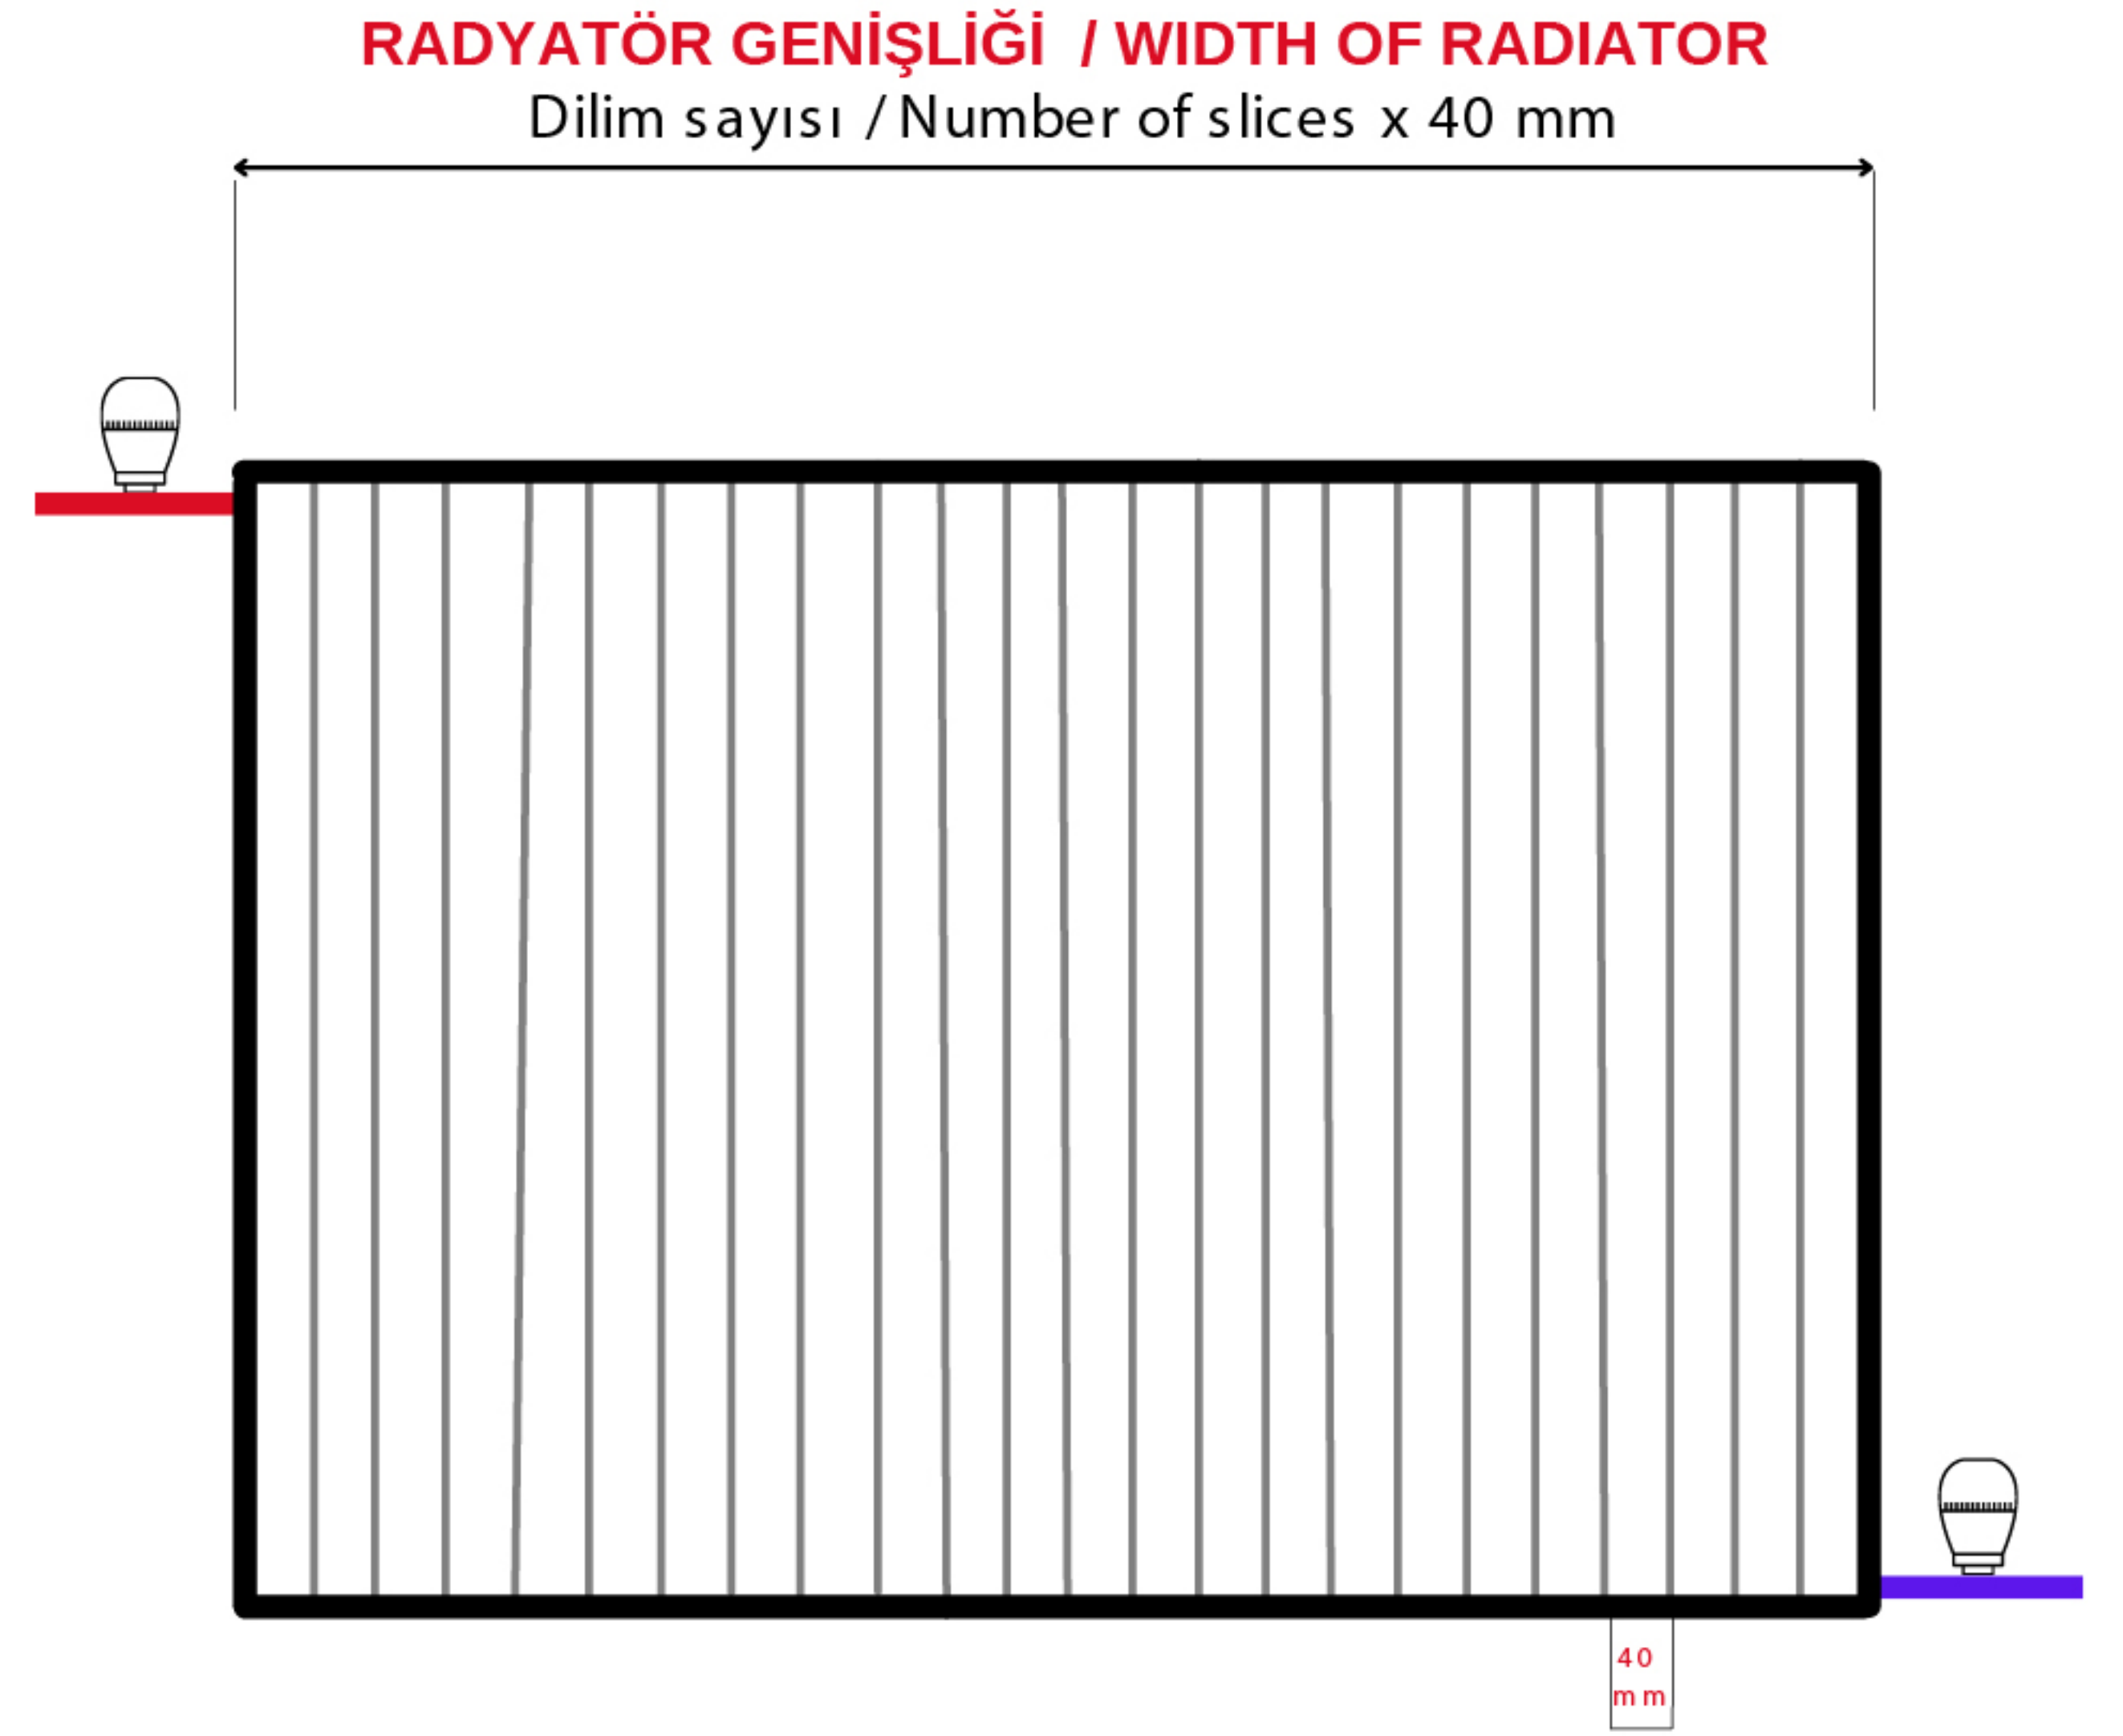 RADYATÖR GENİŞLİĞİ / WIDTH OF RADIATOR
Dilim sayısı / Number of slices x 40 mm
40
mm